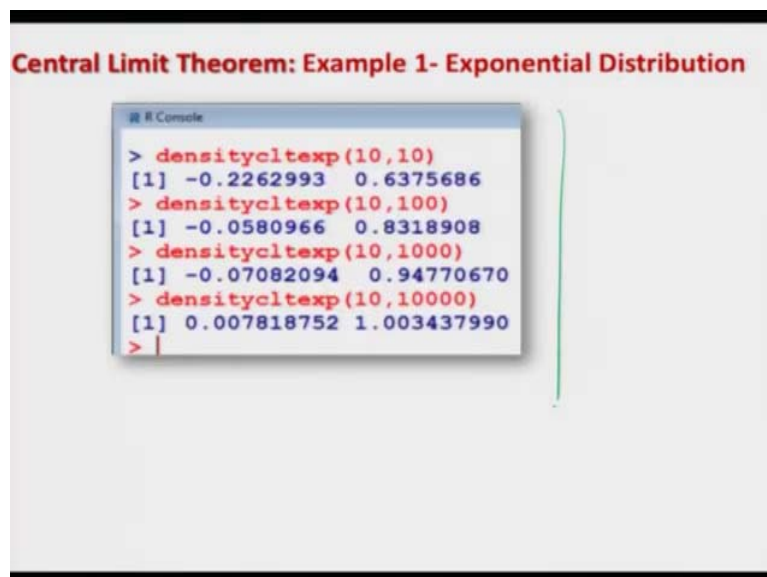 Central Limit Theorem: Example 1- Exponential Distribution
R Console
> densitycltexp(10,10)
[1] -0.2262993 0.6375686
> densitycltexp(10,100)
[1] -0.0580966 0.8318908
> densitycltexp(10,1000)
[1] -0.07082094 0.94770670
> densitycltexp(10,10000)
[1] 0.007818752 1.003437990
>